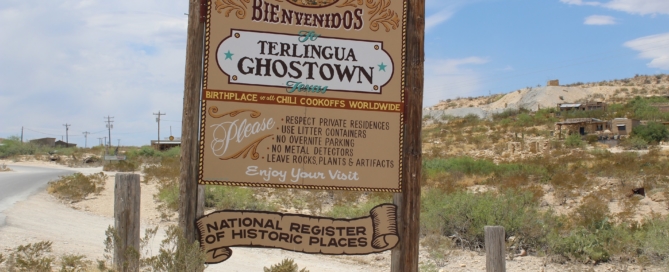 BIENVENIDOS
To
TERLINGUA
GHOSTOWN
Texas
BIRTHPLACE of all CHILI COOKOFFS WORLDWIDE
Please
• RESPECT PRIVATE RESIDENCES
• USE LITTER CONTAINERS
• NO OVERNITE PARKING
• NO METAL DETECTORS
• LEAVE ROCKS, PLANTS & ARTIFACTS
Enjoy Your Visit
NATIONAL REGISTER
OF HISTORIC PLACES